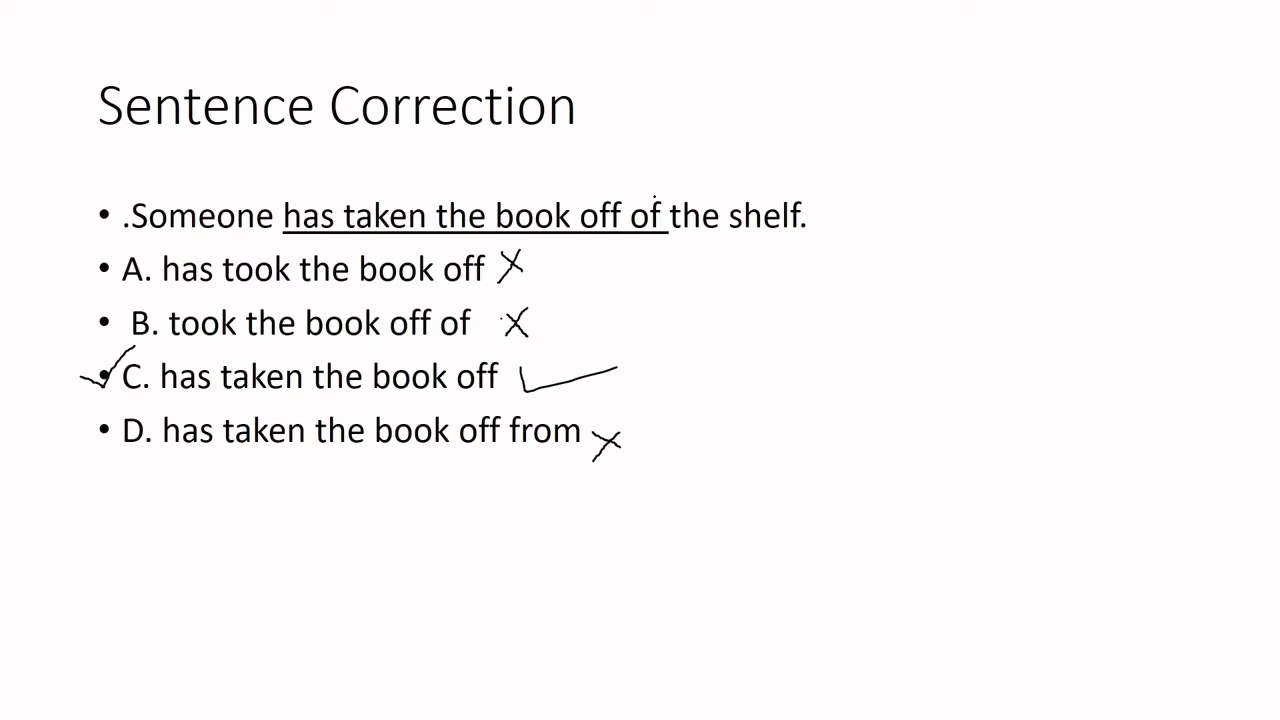 Sentence Correction
• .Someone has taken the book off of the shelf.
• A. has took the book off
• B. took the book off of
• C. has taken the book off
• D. has taken the book off from